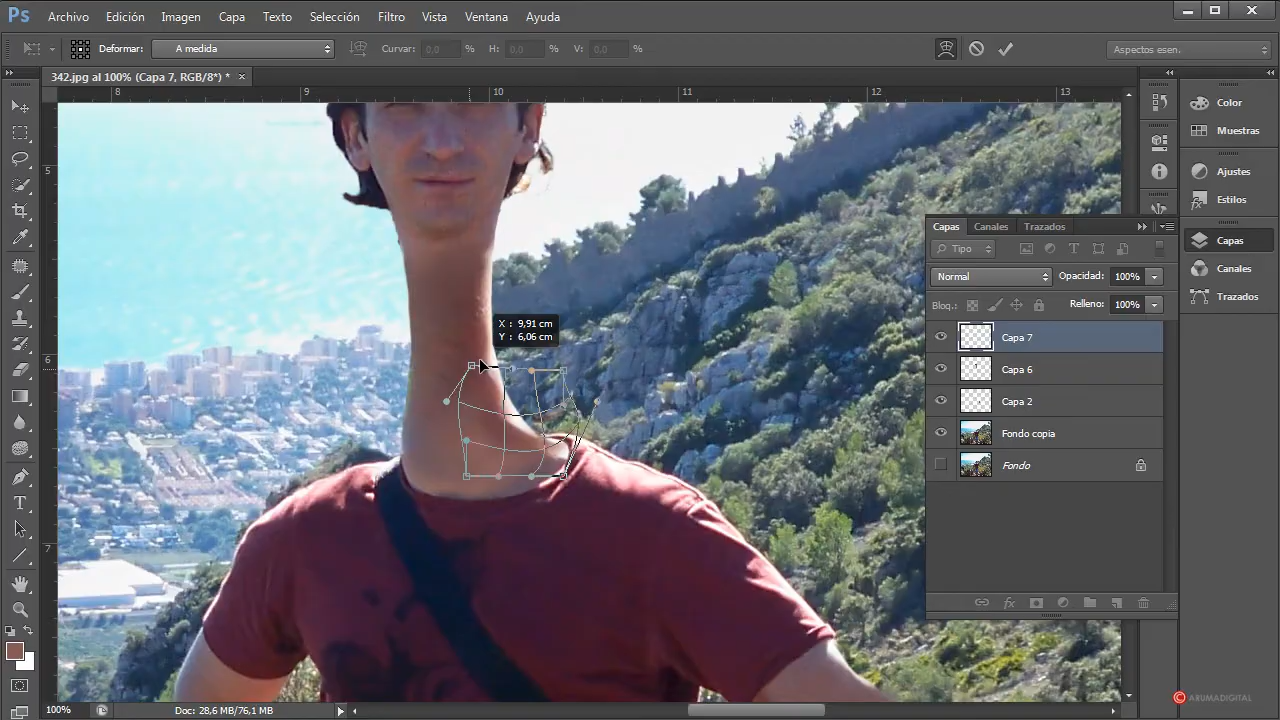 Ps Archivo Edición Imagen Capa Texto Selección Filtro Vista Ventana Ayuda
Deformar: A medida Curvar: 0,0 % H: 0,0 % V: 0,0 % Aspectos esen.
342.jpg al 100% (Capa 7, RGB/8*) * ×
8 9 10 11 12 13
5
6
7
X : 9,91 cm
Y : 6,06 cm
Color
Muestras
Ajustes
Estilos
Capas
Canales
Trazados
Capas Canales Trazados
Tipo
Normal Opacidad: 100%
Bloq.: Relleno: 100%
Capa 7
Capa 6
Capa 2
Fondo copia
Fondo
T
100% Doc: 28,6 MB/76,1 MB
© ARUMADIGITAL